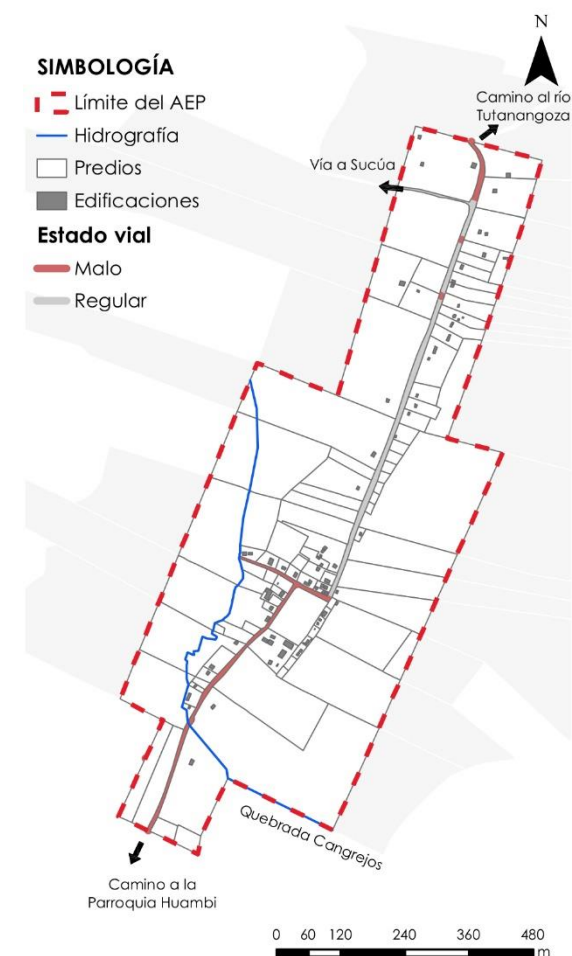 N
SIMBOLOGÍA
Límite del AEP
Hidrografía
Predios
Edificaciones
Estado vial
Malo
Regular
Camino al río
Tutanangoza
Vía a Sucúa
Quebrada Cangrejos
Camino a la
Parroquia Huambi
0 60 120 240 360 480
m